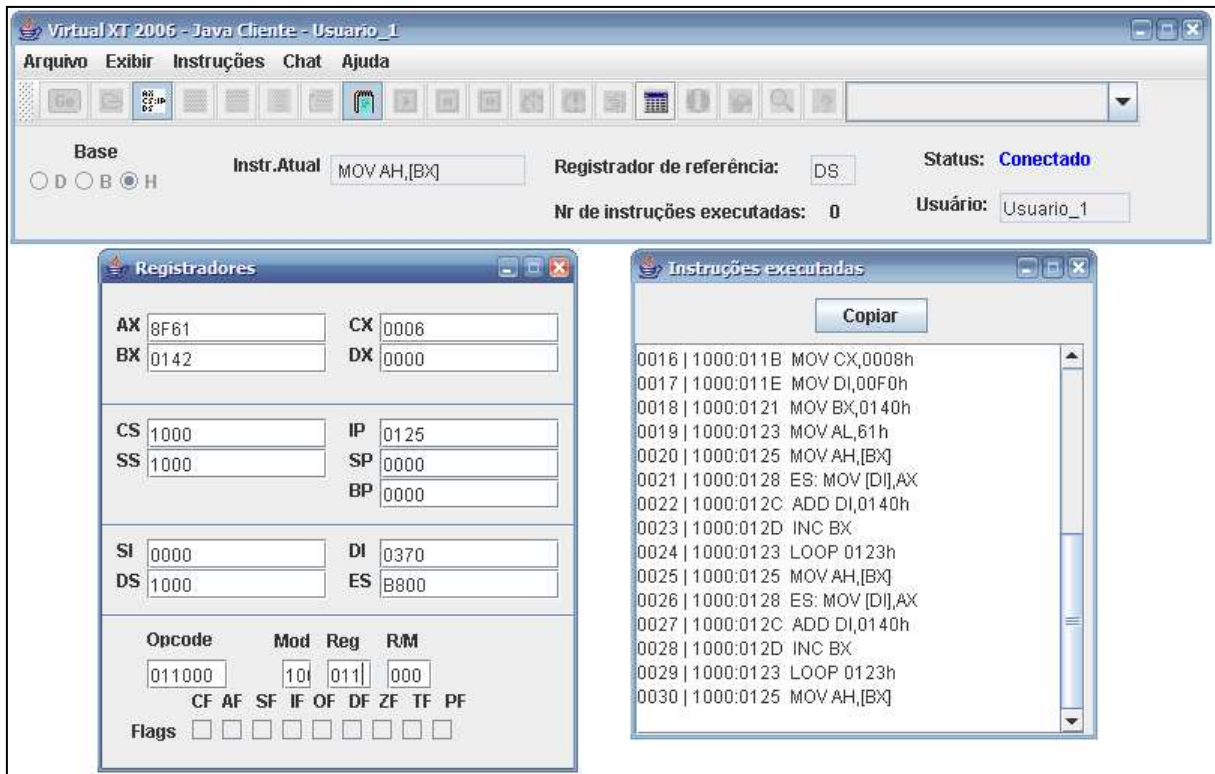 Virtual XT 2006 - Java Cliente - Usuario_1
Arquivo Exibir Instruções Chat Ajuda
Go
AX CS:IP DS
Base
D B H
Instr.Atual MOV AH,[BX]
Registrador de referência: DS
Status: Conectado
Nr de instruções executadas: 0
Usuário: Usuario_1
Registradores
AX 8F61 CX 0006
BX 0142 DX 0000
CS 1000 IP 0125
SS 1000 SP 0000
BP 0000
SI 0000 DI 0370
DS 1000 ES B800
Opcode Mod Reg R/M
011000 10 011 000
CF AF SF IF OF DF ZF TF PF
Flags
Instruções executadas
Copiar
0016 | 1000:011B MOV CX,0008h
0017 | 1000:011E MOV DI,00F0h
0018 | 1000:0121 MOV BX,0140h
0019 | 1000:0123 MOV AL,61h
0020 | 1000:0125 MOV AH,[BX]
0021 | 1000:0128 ES: MOV [DI],AX
0022 | 1000:012C ADD DI,0140h
0023 | 1000:012D INC BX
0024 | 1000:0123 LOOP 0123h
0025 | 1000:0125 MOV AH,[BX]
0026 | 1000:0128 ES: MOV [DI],AX
0027 | 1000:012C ADD DI,0140h
0028 | 1000:012D INC BX
0029 | 1000:0123 LOOP 0123h
0030 | 1000:0125 MOV AH,[BX]